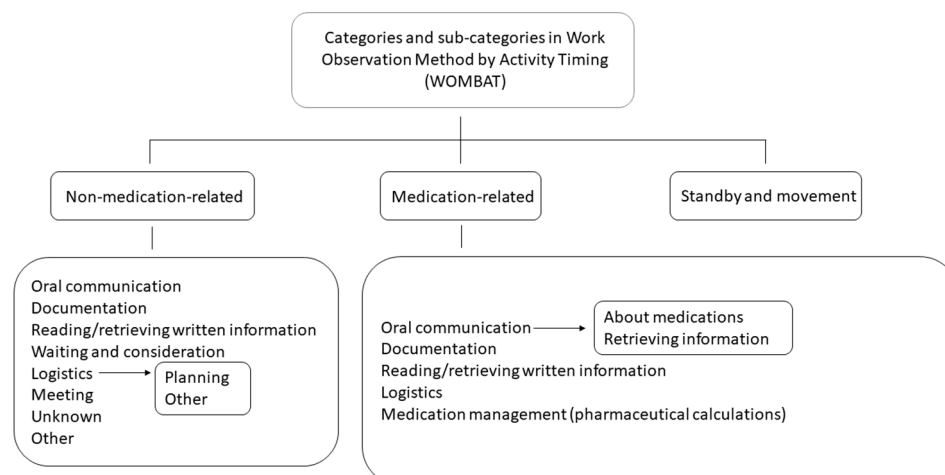 Categories and sub-categories in Work
Observation Method by Activity Timing
(WOMBAT)
Non-medication-related
Medication-related
Standby and movement
Oral communication
Documentation
Reading/retrieving written information
Waiting and consideration
Logistics
Meeting
Unknown
Other
Planning
Other
Oral communication
Documentation
Reading/retrieving written information
Logistics
Medication management (pharmaceutical calculations)
About medications
Retrieving information